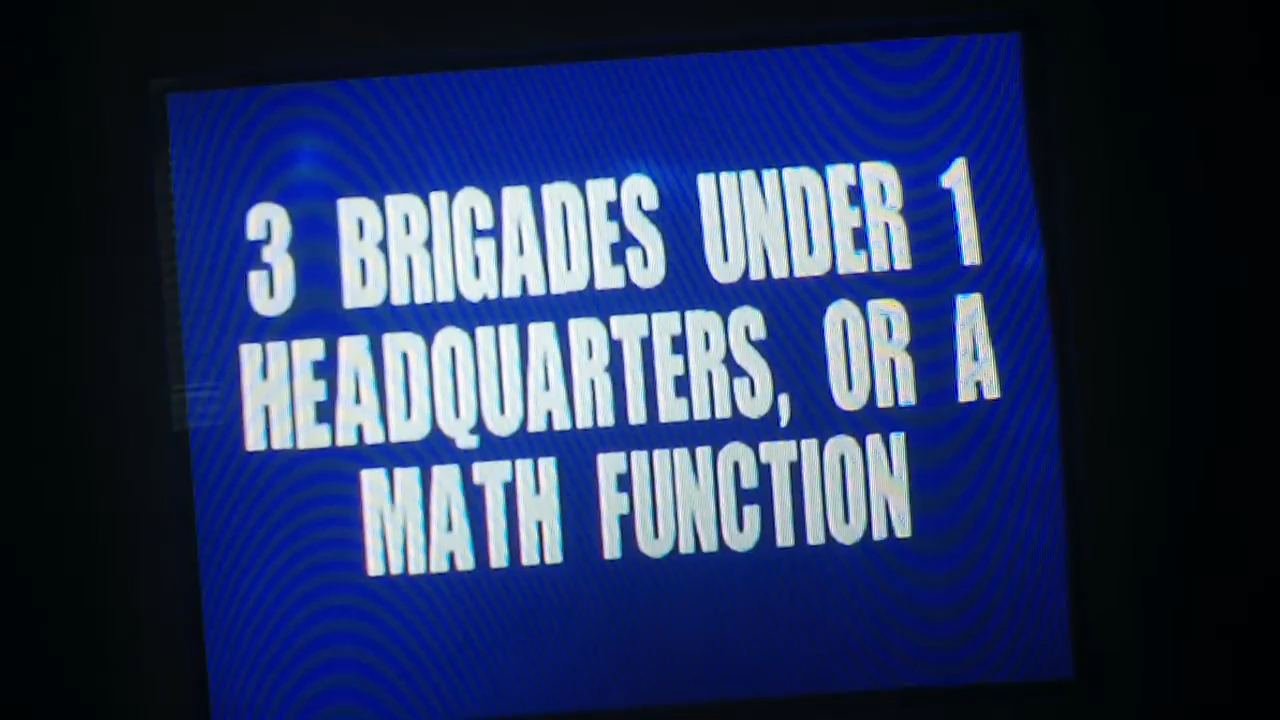 3 BRIGADES UNDER 1
HEADQUARTERS, OR A
MATH FUNCTION